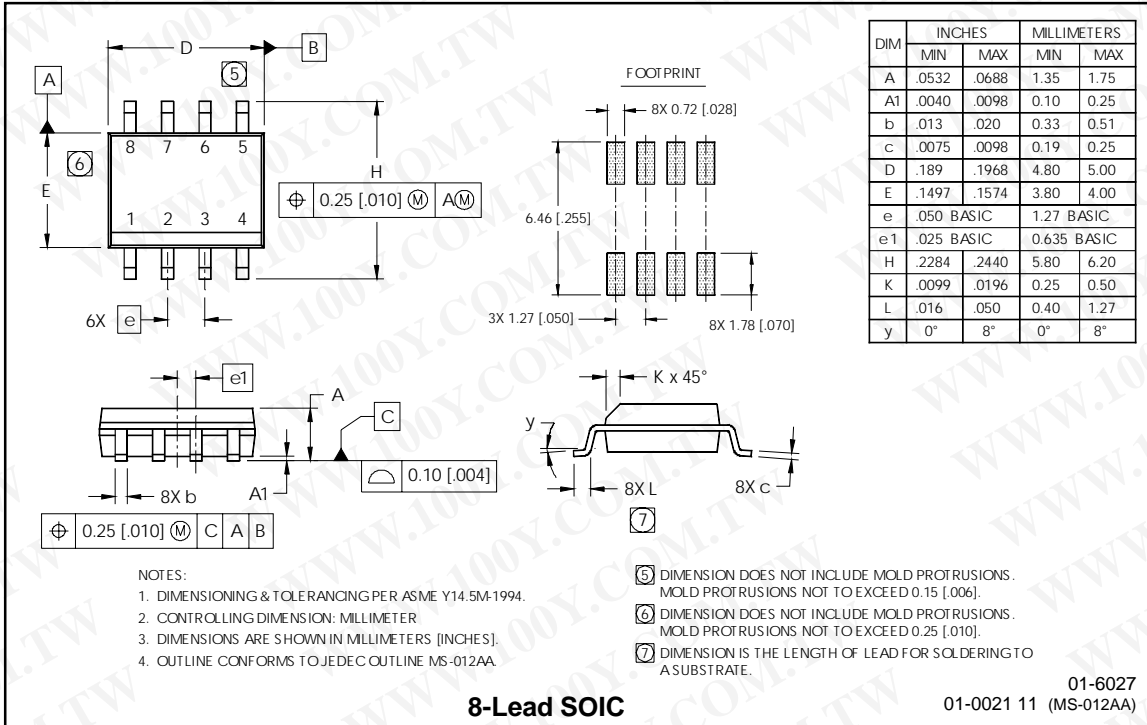 D
B
5
A
8 7 6 5
6
E
H
⌖ 0.25 [.010] Ⓜ A Ⓜ
1 2 3 4
6X e
FOOTPRINT
8X 0.72 [.028]
6.46 [.255]
3X 1.27 [.050]
8X 1.78 [.070]
DIM INCHES MILLIMETERS
MIN MAX MIN MAX
A .0532 .0688 1.35 1.75
A1 .0040 .0098 0.10 0.25
b .013 .020 0.33 0.51
c .0075 .0098 0.19 0.25
D .189 .1968 4.80 5.00
E .1497 .1574 3.80 4.00
e .050 BASIC 1.27 BASIC
e1 .025 BASIC 0.635 BASIC
H .2284 .2440 5.80 6.20
K .0099 .0196 0.25 0.50
L .016 .050 0.40 1.27
y 0° 8° 0° 8°
e1
A
C
⌓ 0.10 [.004]
8X b
A1
⌖ 0.25 [.010] Ⓜ C A B
K x 45°
y
8X L
8X c
7
NOTES:
1. DIMENSIONING & TOLERANCING PER ASME Y14.5M-1994.
2. CONTROLLING DIMENSION: MILLIMETER
3. DIMENSIONS ARE SHOWN IN MILLIMETERS [INCHES].
4. OUTLINE CONFORMS TO JEDEC OUTLINE MS-012AA.
5 DIMENSION DOES NOT INCLUDE MOLD PROTRUSIONS.
MOLD PROTRUSIONS NOT TO EXCEED 0.15 [.006].
6 DIMENSION DOES NOT INCLUDE MOLD PROTRUSIONS.
MOLD PROTRUSIONS NOT TO EXCEED 0.25 [.010].
7 DIMENSION IS THE LENGTH OF LEAD FOR SOLDERING TO
A SUBSTRATE.
8-Lead SOIC
01-6027
01-0021 11 (MS-012AA)
WWW.100Y.COM.TW